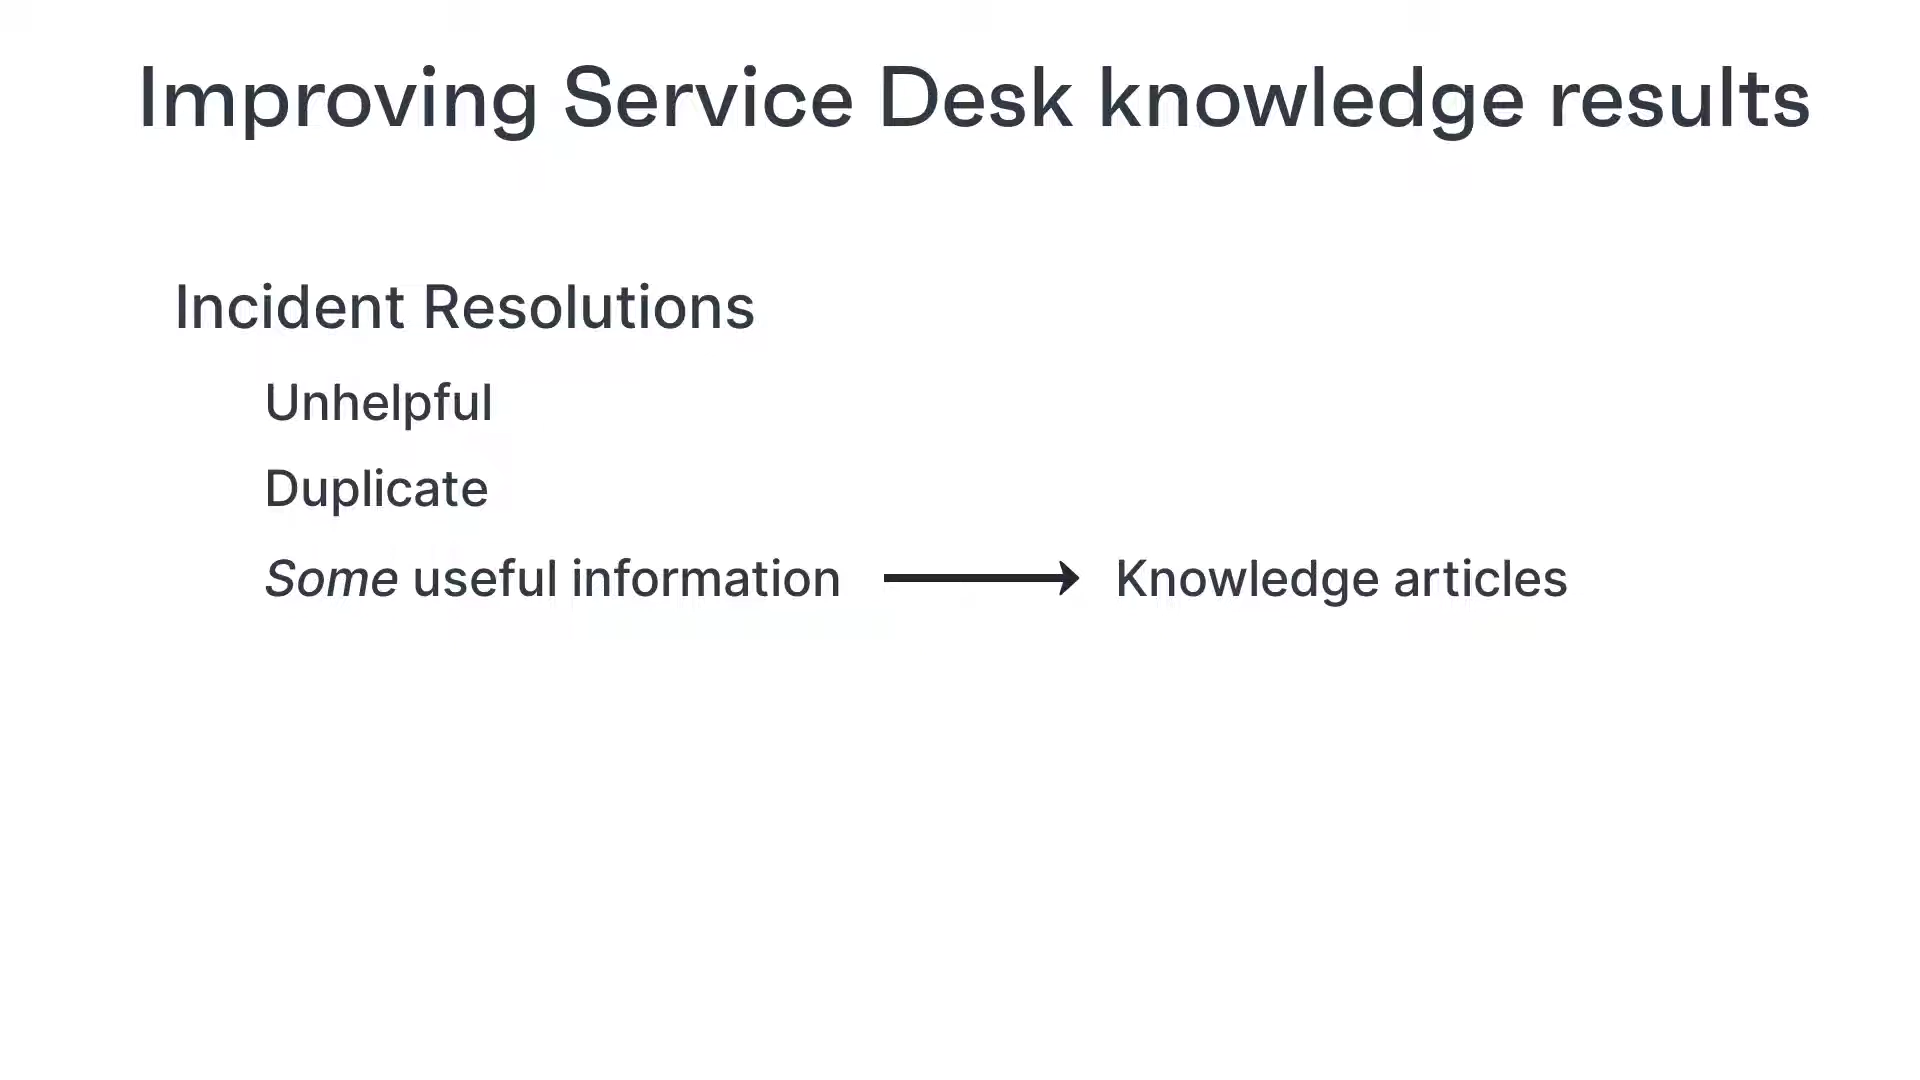 Improving Service Desk knowledge results
Incident Resolutions
Unhelpful
Duplicate
Some useful information
Knowledge articles